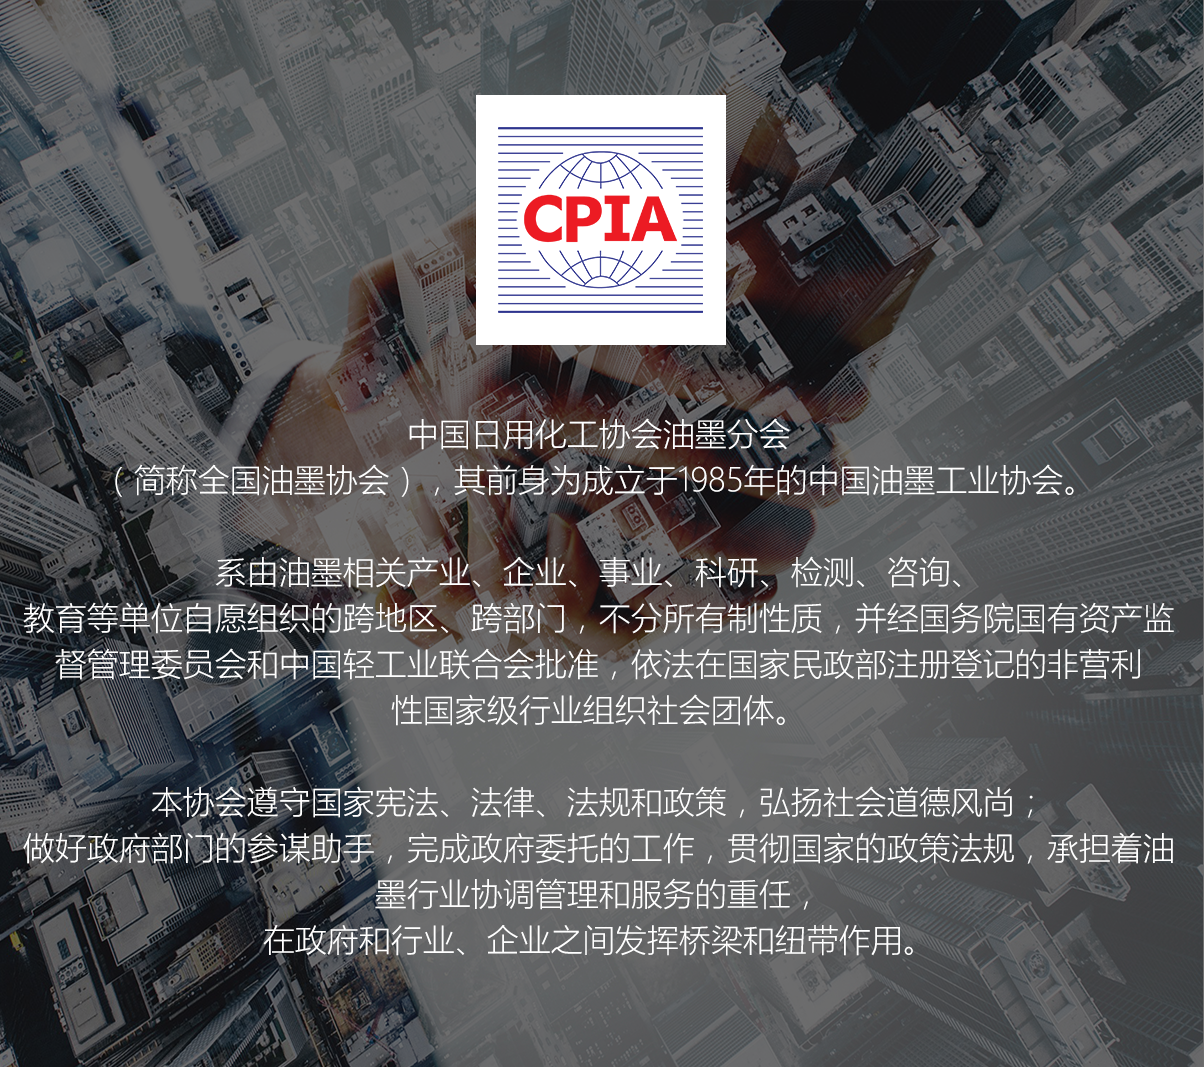 CPIA
中国日用化工协会油墨分会
（简称全国油墨协会），其前身为成立于1985年的中国油墨工业协会。
系由油墨相关产业、企业、事业、科研、检测、咨询、
教育等单位自愿组织的跨地区、跨部门，不分所有制性质，并经国务院国有资产监
督管理委员会和中国轻工业联合会批准，依法在国家民政部注册登记的非营利
性国家级行业组织社会团体。
本协会遵守国家宪法、法律、法规和政策，弘扬社会道德风尚；
做好政府部门的参谋助手，完成政府委托的工作，贯彻国家的政策法规，承担着油
墨行业协调管理和服务的重任，
在政府和行业、企业之间发挥桥梁和纽带作用。